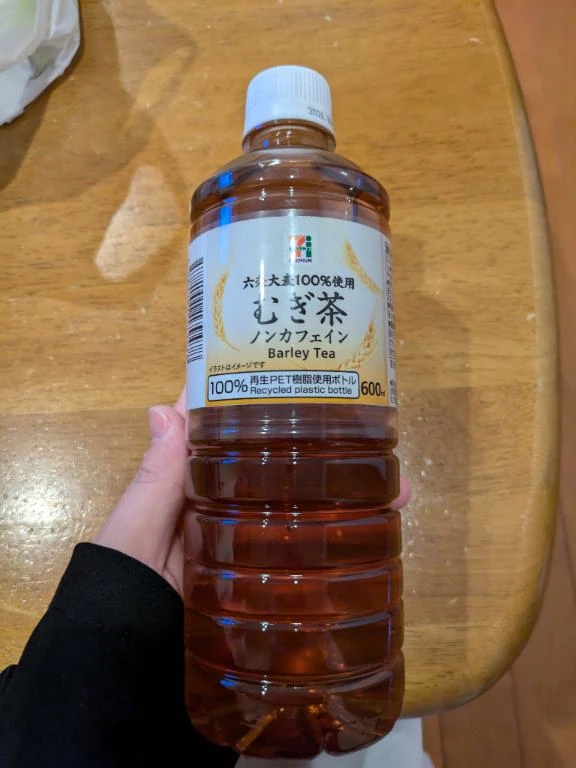 2026.
7i
PREMIUM
六条大麦100%使用
むぎ茶
ノンカフェイン
Barley Tea
イラストはイメージです
100% 再生PET樹脂使用ボトル
Recycled plastic bottle
600ml